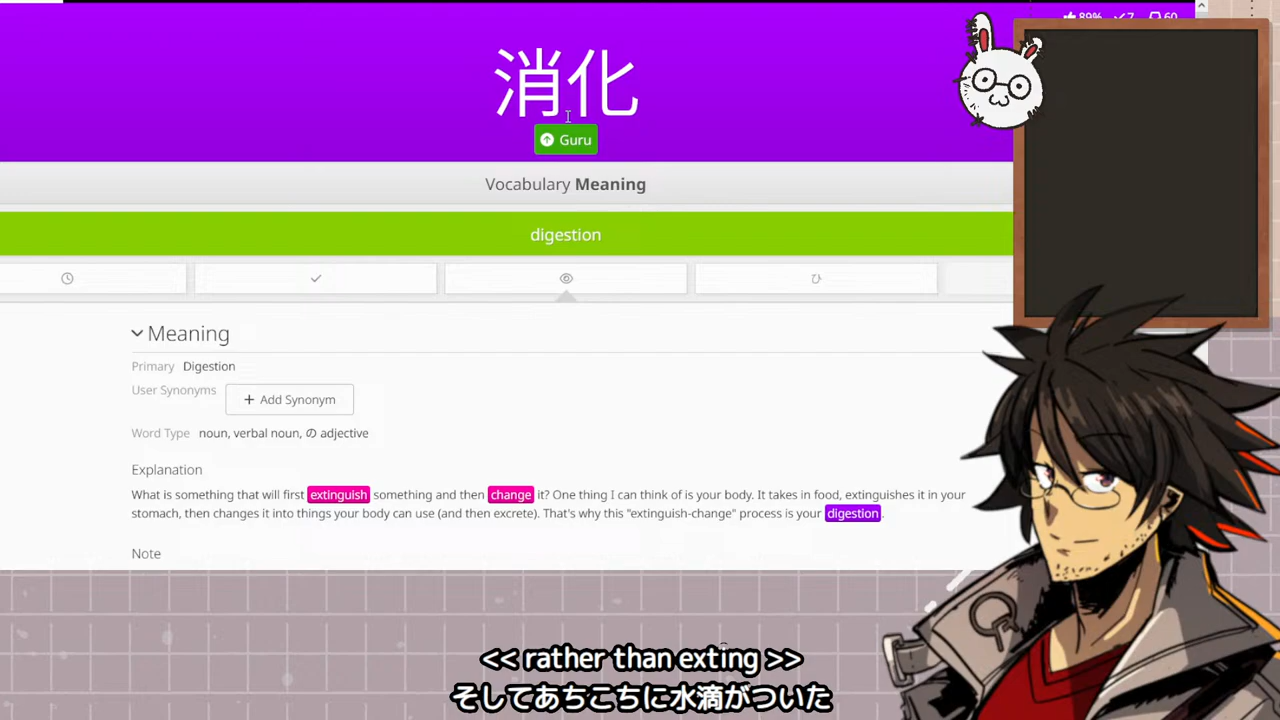 89% 7 60
消化
Guru
Vocabulary Meaning
digestion
ひ
Meaning
Primary Digestion
User Synonyms + Add Synonym
Word Type noun, verbal noun, の adjective
Explanation
What is something that will first extinguish something and then change it? One thing I can think of is your body. It takes in food, extinguishes it in your
stomach, then changes it into things your body can use (and then excrete). That's why this "extinguish-change" process is your digestion.
Note
<< rather than exting >>
そしてあちこちに水滴がついた